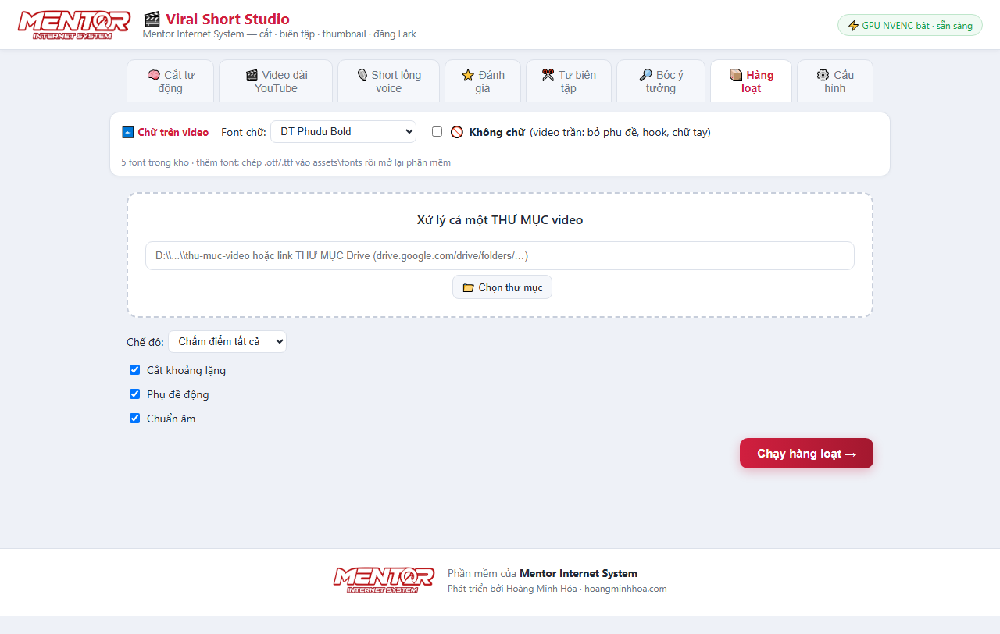 MENTOR
INTERNET SYSTEM
Viral Short Studio
Mentor Internet System — cắt · biên tập · thumbnail · đăng Lark
GPU NVENC bật · sẵn sàng
Cắt tự
động
Video dài
YouTube
Short lồng
voice
Đánh
giá
Tự biên
tập
Bóc ý
tưởng
Hàng
loạt
Cấu
hình
Chữ trên video Font chữ: DT Phudu Bold Không chữ (video trần: bỏ phụ đề, hook, chữ tay)
5 font trong kho · thêm font: chép .otf/.ttf vào assets\fonts rồi mở lại phần mềm
Xử lý cả một THƯ MỤC video
D:\\...\\thu-muc-video hoặc link THƯ MỤC Drive (drive.google.com/drive/folders/…)
Chọn thư mục
Chế độ: Chấm điểm tất cả
Cắt khoảng lặng
Phụ đề động
Chuẩn âm
Chạy hàng loạt →
MENTOR
INTERNET SYSTEM
Phần mềm của Mentor Internet System
Phát triển bởi Hoàng Minh Hóa · hoangminhhoa.com